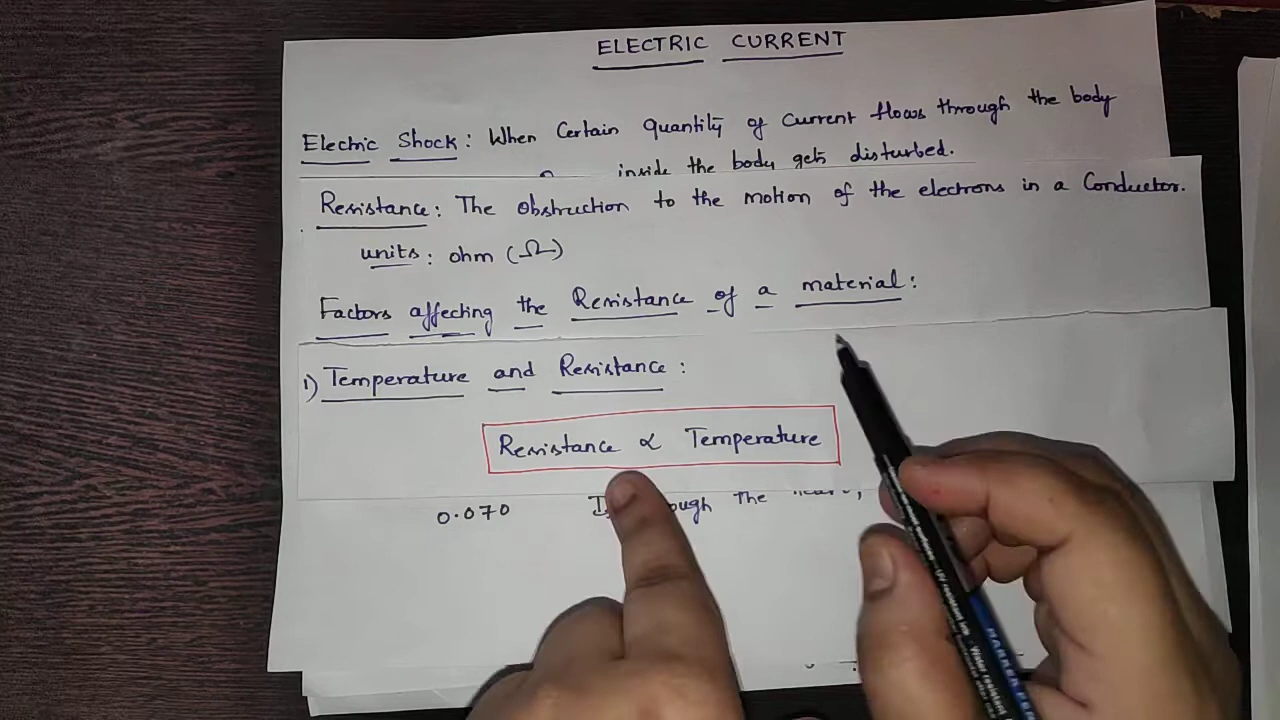 ELECTRIC CURRENT
Electric Shock: When Certain quantity of Current flows through the body
inside the body gets disturbed.
Resistance: The obstruction to the motion of the electrons in a Conductor.
units: ohm (Ω)
Factors affecting the Resistance of a material:
1) Temperature and Resistance:
Resistance ∝ Temperature
0.070 the